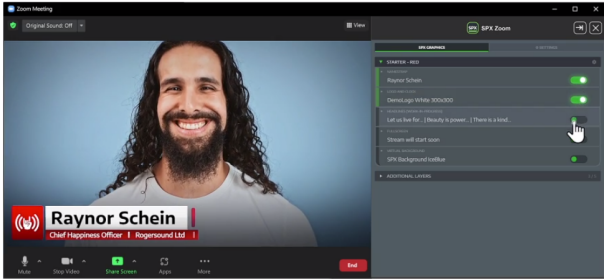 Zoom Meeting
Original Sound: Off
View
SPX
SPX Zoom
SPX GRAPHICS
SETTINGS
STARTER - RED
Raynor Schein
DemoLogo White 300x300
Let us live for... | Beauty is power... | There is a kind...
Stream will start soon
SPX Background IceBlue
ADDITIONAL LAYERS
Raynor Schein
Chief Happiness Officer I Rogersound Ltd I
Mute
Stop Video
Share Screen
Apps
More
End